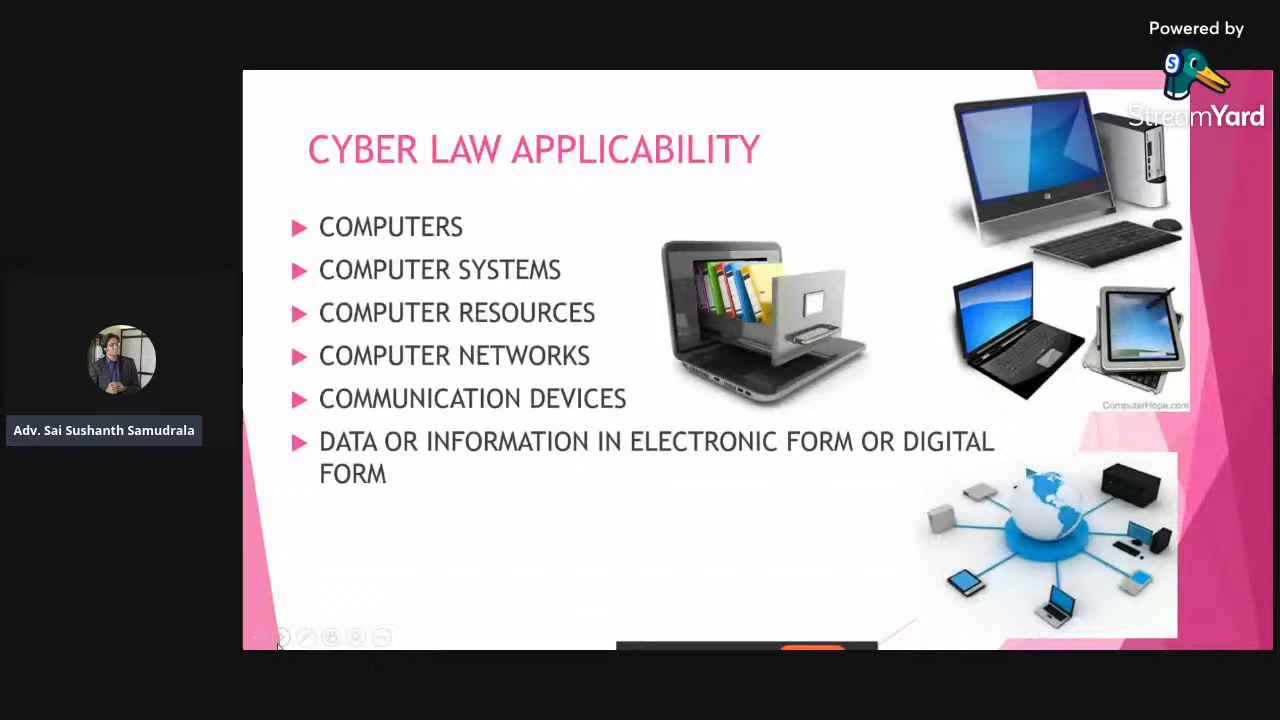 Powered by
StreamYard
CYBER LAW APPLICABILITY
COMPUTERS
COMPUTER SYSTEMS
COMPUTER RESOURCES
COMPUTER NETWORKS
COMMUNICATION DEVICES
DATA OR INFORMATION IN ELECTRONIC FORM OR DIGITAL
FORM
ComputerHope.com
Adv. Sai Sushanth Samudrala